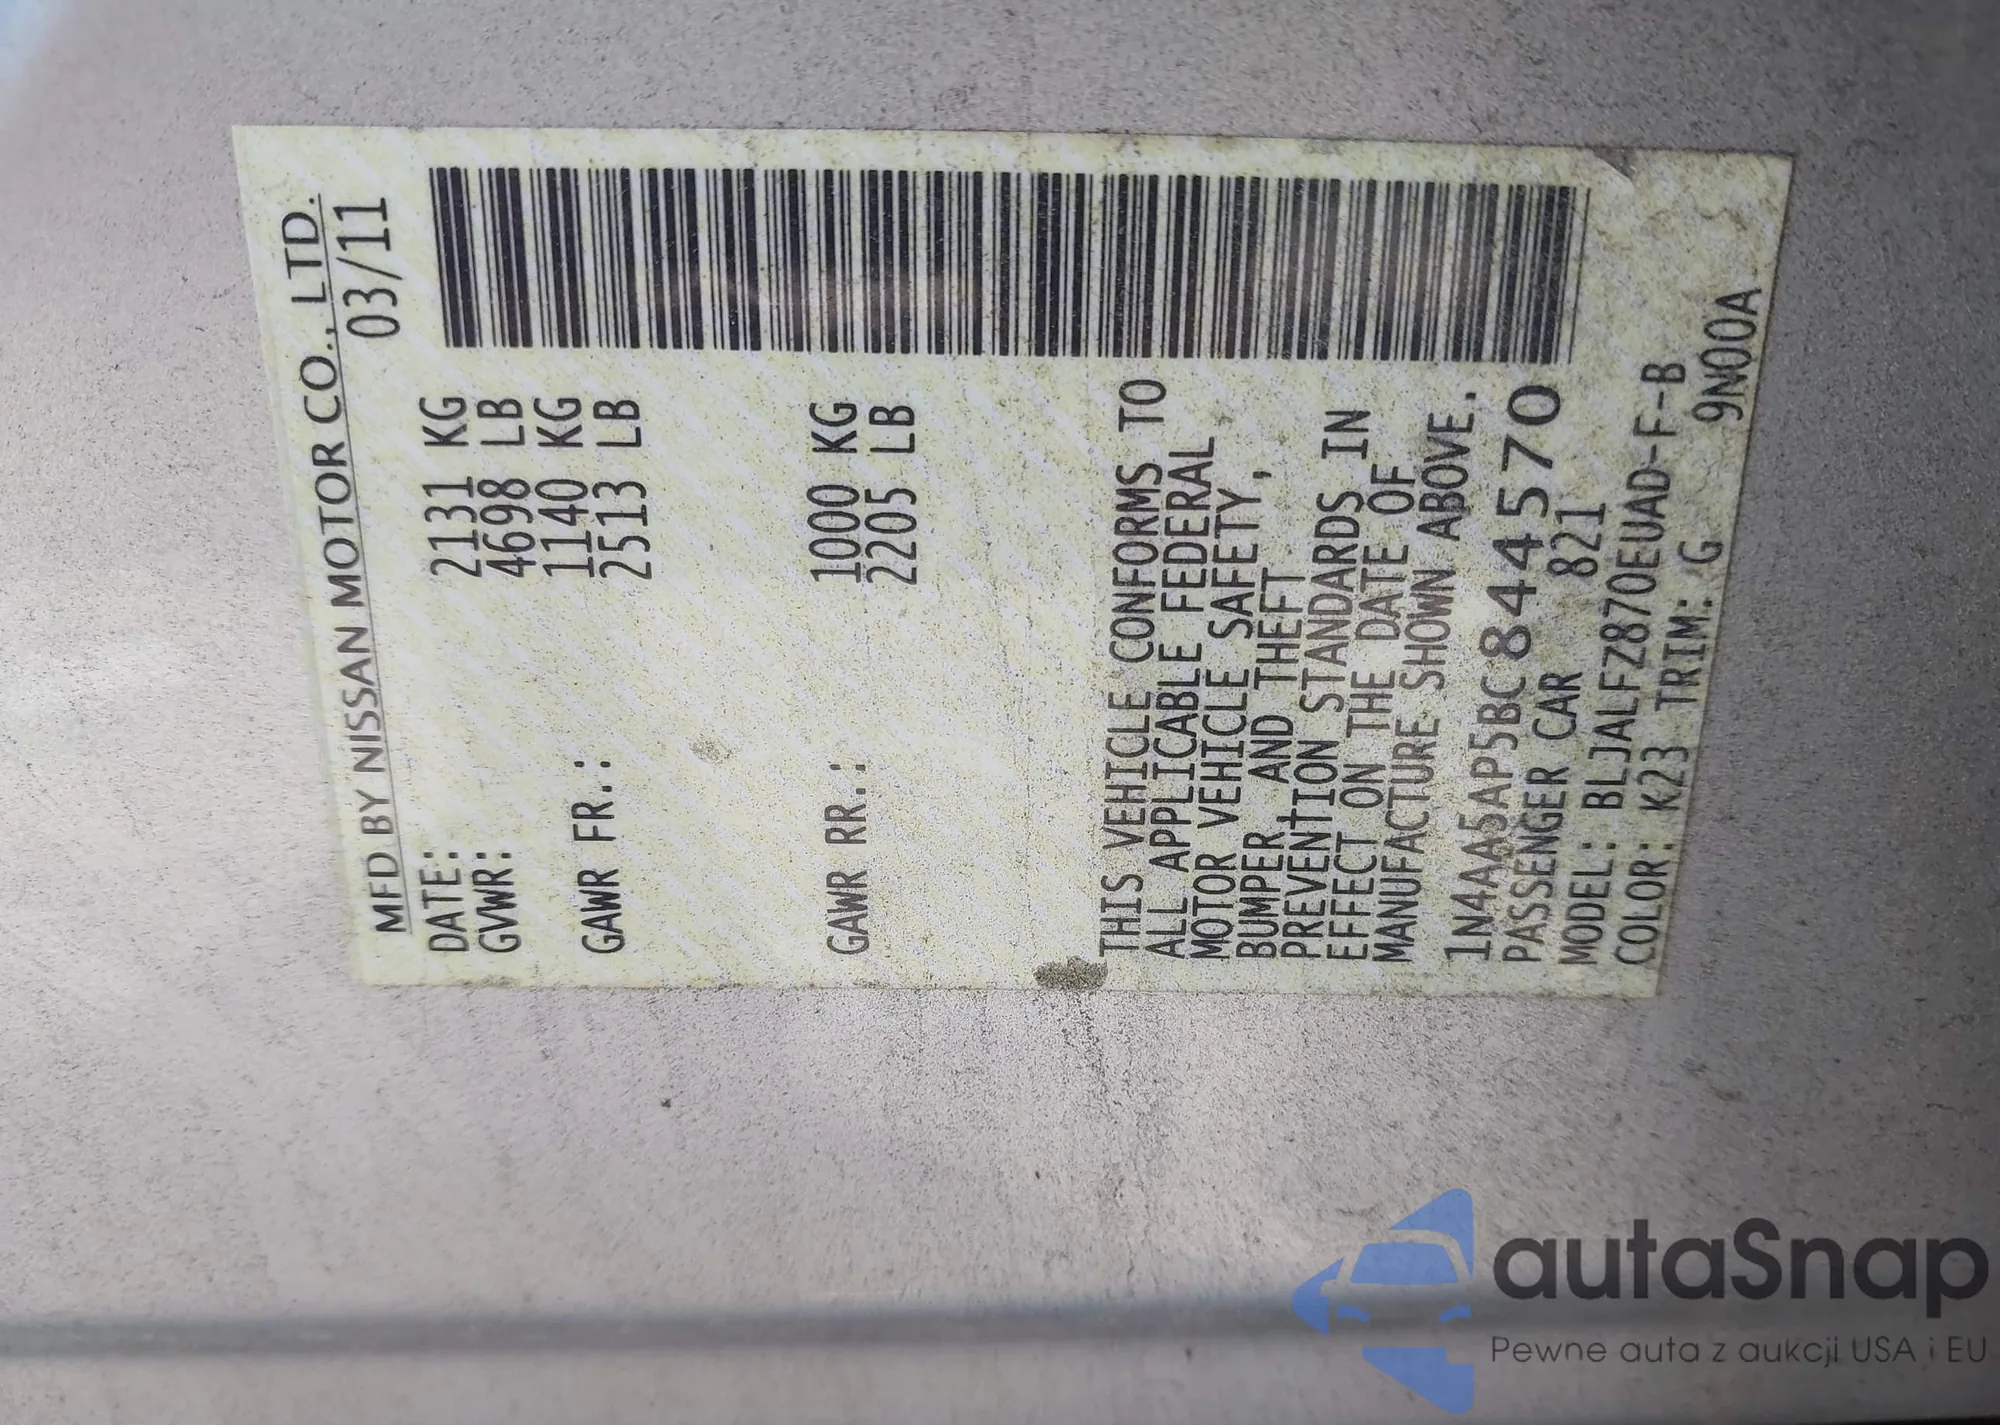 MFD BY NISSAN MOTOR CO., LTD.
DATE: 03/11
GVWR: 2131 KG
4698 LB
GAWR FR.: 1140 KG
2513 LB
GAWR RR.: 1000 KG
2205 LB
THIS VEHICLE CONFORMS TO
ALL APPLICABLE FEDERAL
MOTOR VEHICLE SAFETY,
BUMPER, AND THEFT
PREVENTION STANDARDS IN
EFFECT ON THE DATE OF
MANUFACTURE SHOWN ABOVE.
1N4AA5AP5BC844570
PASSENGER CAR 821
MODEL: BLJALFZ870EUAD-F-B
COLOR: K23 TRIM: G 9N00A
autaSnap
Pewne auta z aukcji USA i EU